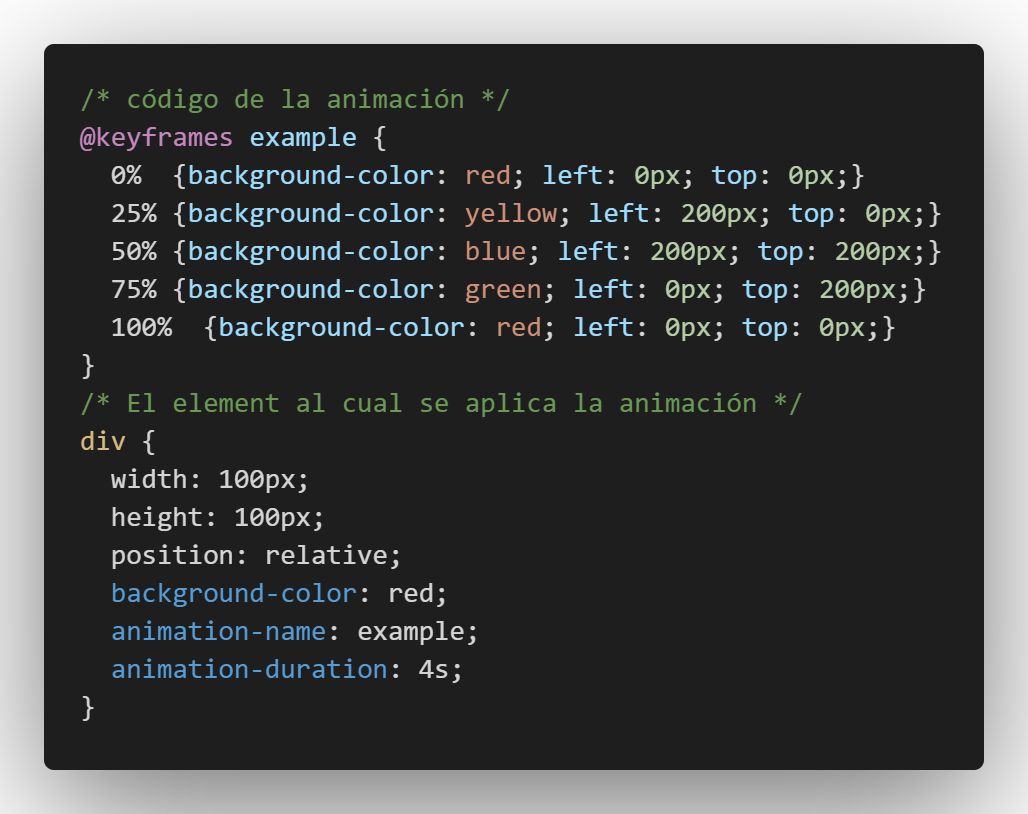 /* código de la animación */
@keyframes example {
  0%  {background-color: red; left: 0px; top: 0px;}
  25% {background-color: yellow; left: 200px; top: 0px;}
  50% {background-color: blue; left: 200px; top: 200px;}
  75% {background-color: green; left: 0px; top: 200px;}
  100%  {background-color: red; left: 0px; top: 0px;}
}
/* El element al cual se aplica la animación */
div {
  width: 100px;
  height: 100px;
  position: relative;
  background-color: red;
  animation-name: example;
  animation-duration: 4s;
}